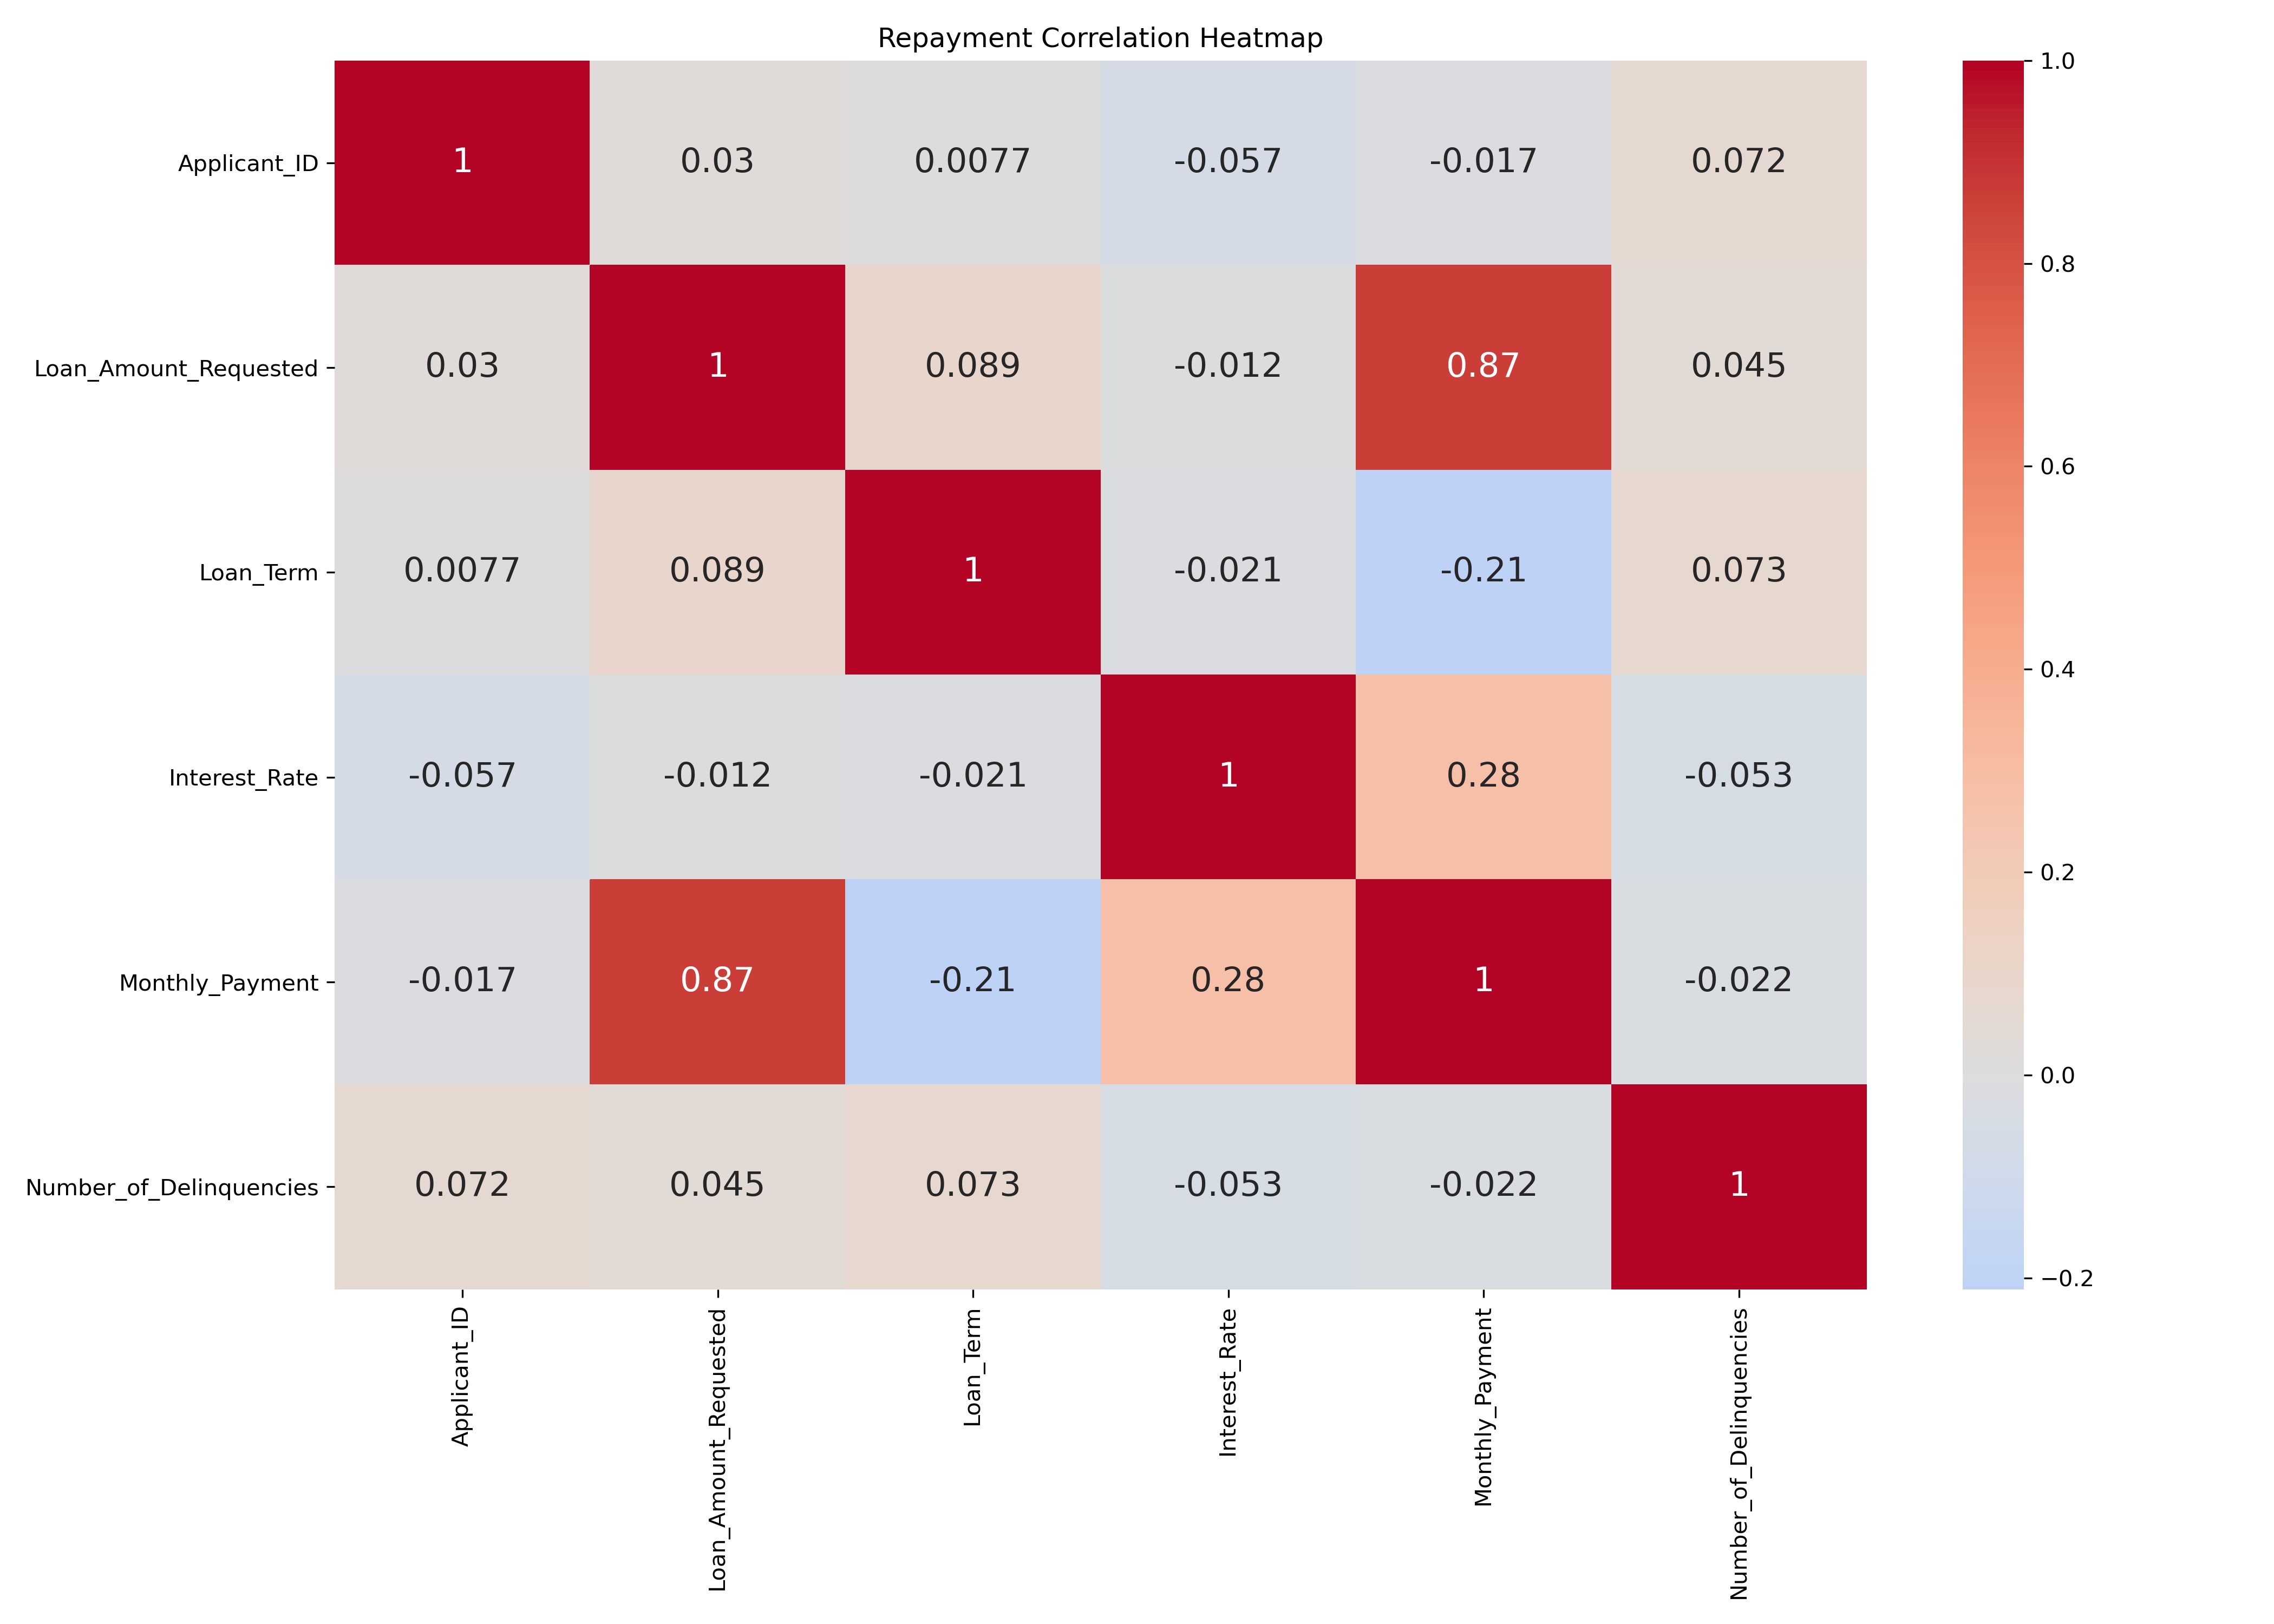 Repayment Correlation Heatmap
Applicant_ID 1 0.03 0.0077 -0.057 -0.017 0.072
Loan_Amount_Requested 0.03 1 0.089 -0.012 0.87 0.045
Loan_Term 0.0077 0.089 1 -0.021 -0.21 0.073
Interest_Rate -0.057 -0.012 -0.021 1 0.28 -0.053
Monthly_Payment -0.017 0.87 -0.21 0.28 1 -0.022
Number_of_Delinquencies 0.072 0.045 0.073 -0.053 -0.022 1
Applicant_ID
Loan_Amount_Requested
Loan_Term
Interest_Rate
Monthly_Payment
Number_of_Delinquencies
1.0
0.8
0.6
0.4
0.2
0.0
−0.2